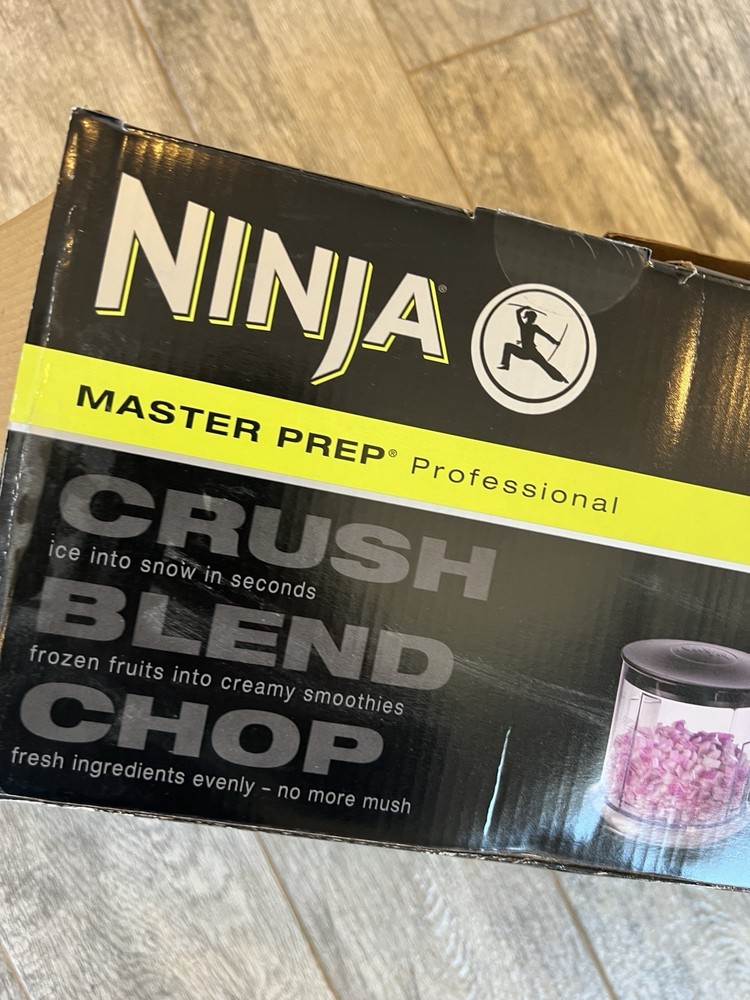 NINJA®
MASTER PREP® Professional
CRUSH
ice into snow in seconds
BLEND
frozen fruits into creamy smoothies
CHOP
fresh ingredients evenly – no more mush